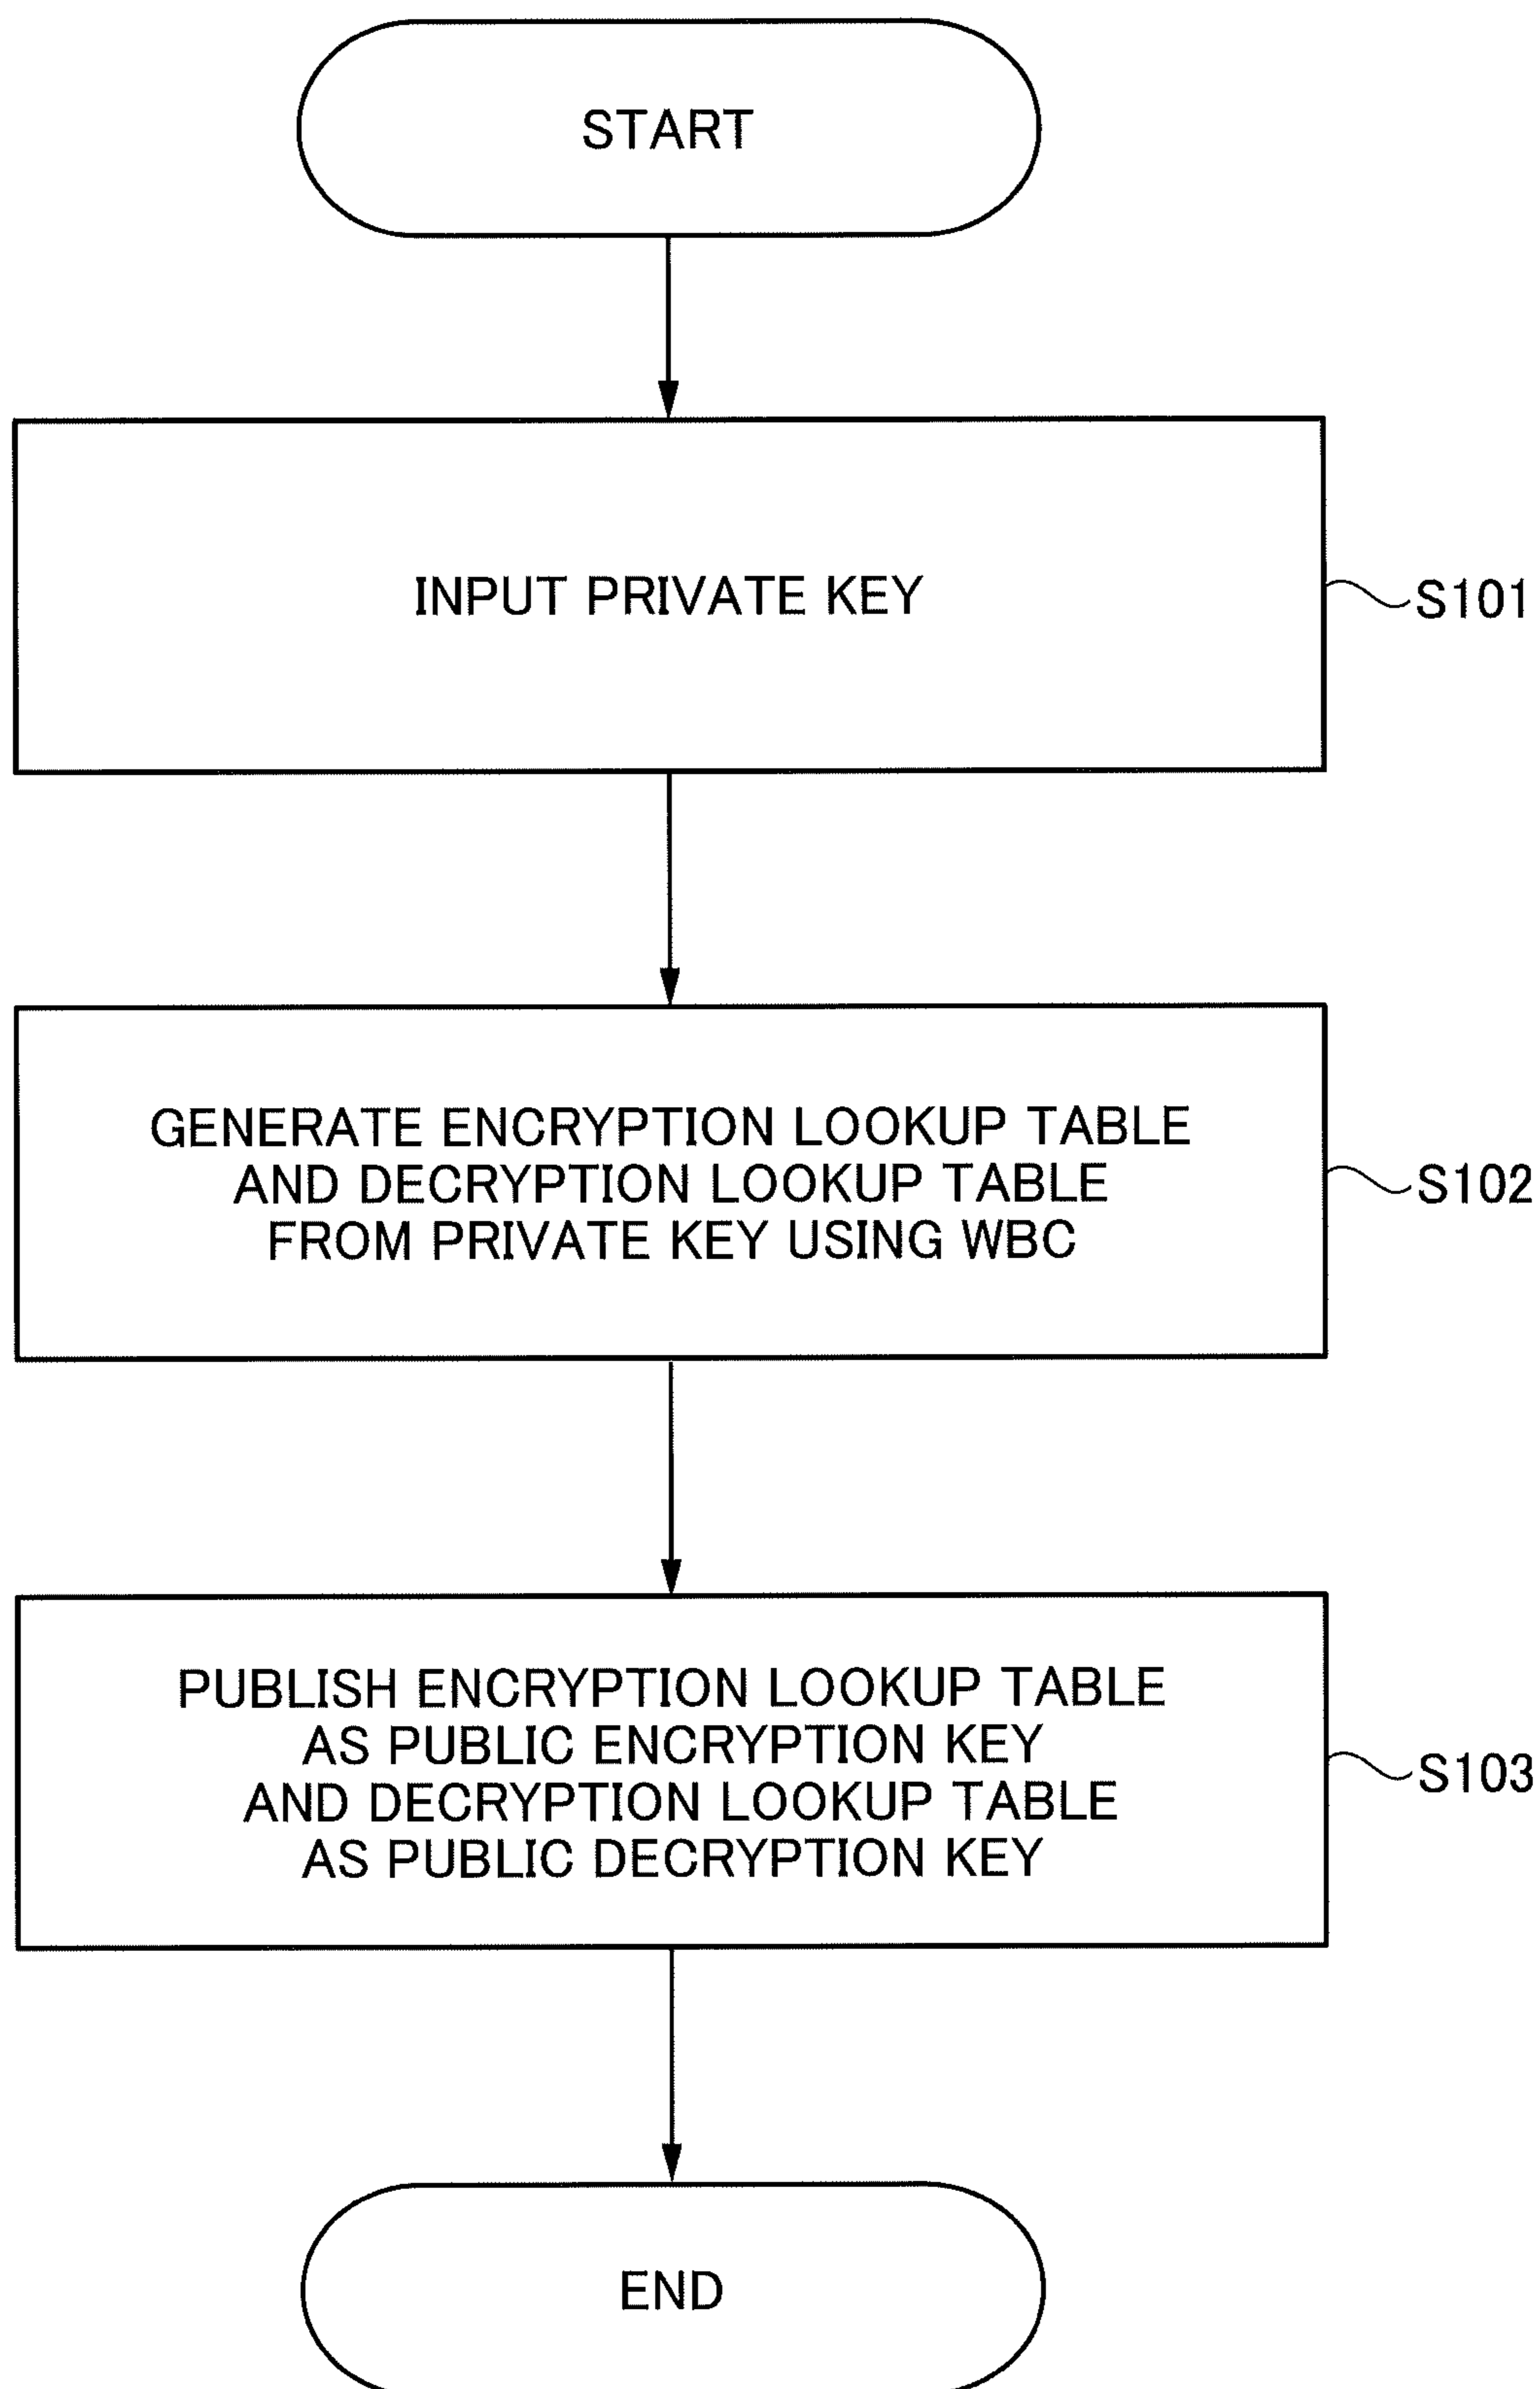 START
INPUT PRIVATE KEY
S101
GENERATE ENCRYPTION LOOKUP TABLE
AND DECRYPTION LOOKUP TABLE
FROM PRIVATE KEY USING WBC
S102
PUBLISH ENCRYPTION LOOKUP TABLE
AS PUBLIC ENCRYPTION KEY
AND DECRYPTION LOOKUP TABLE
AS PUBLIC DECRYPTION KEY
S103
END